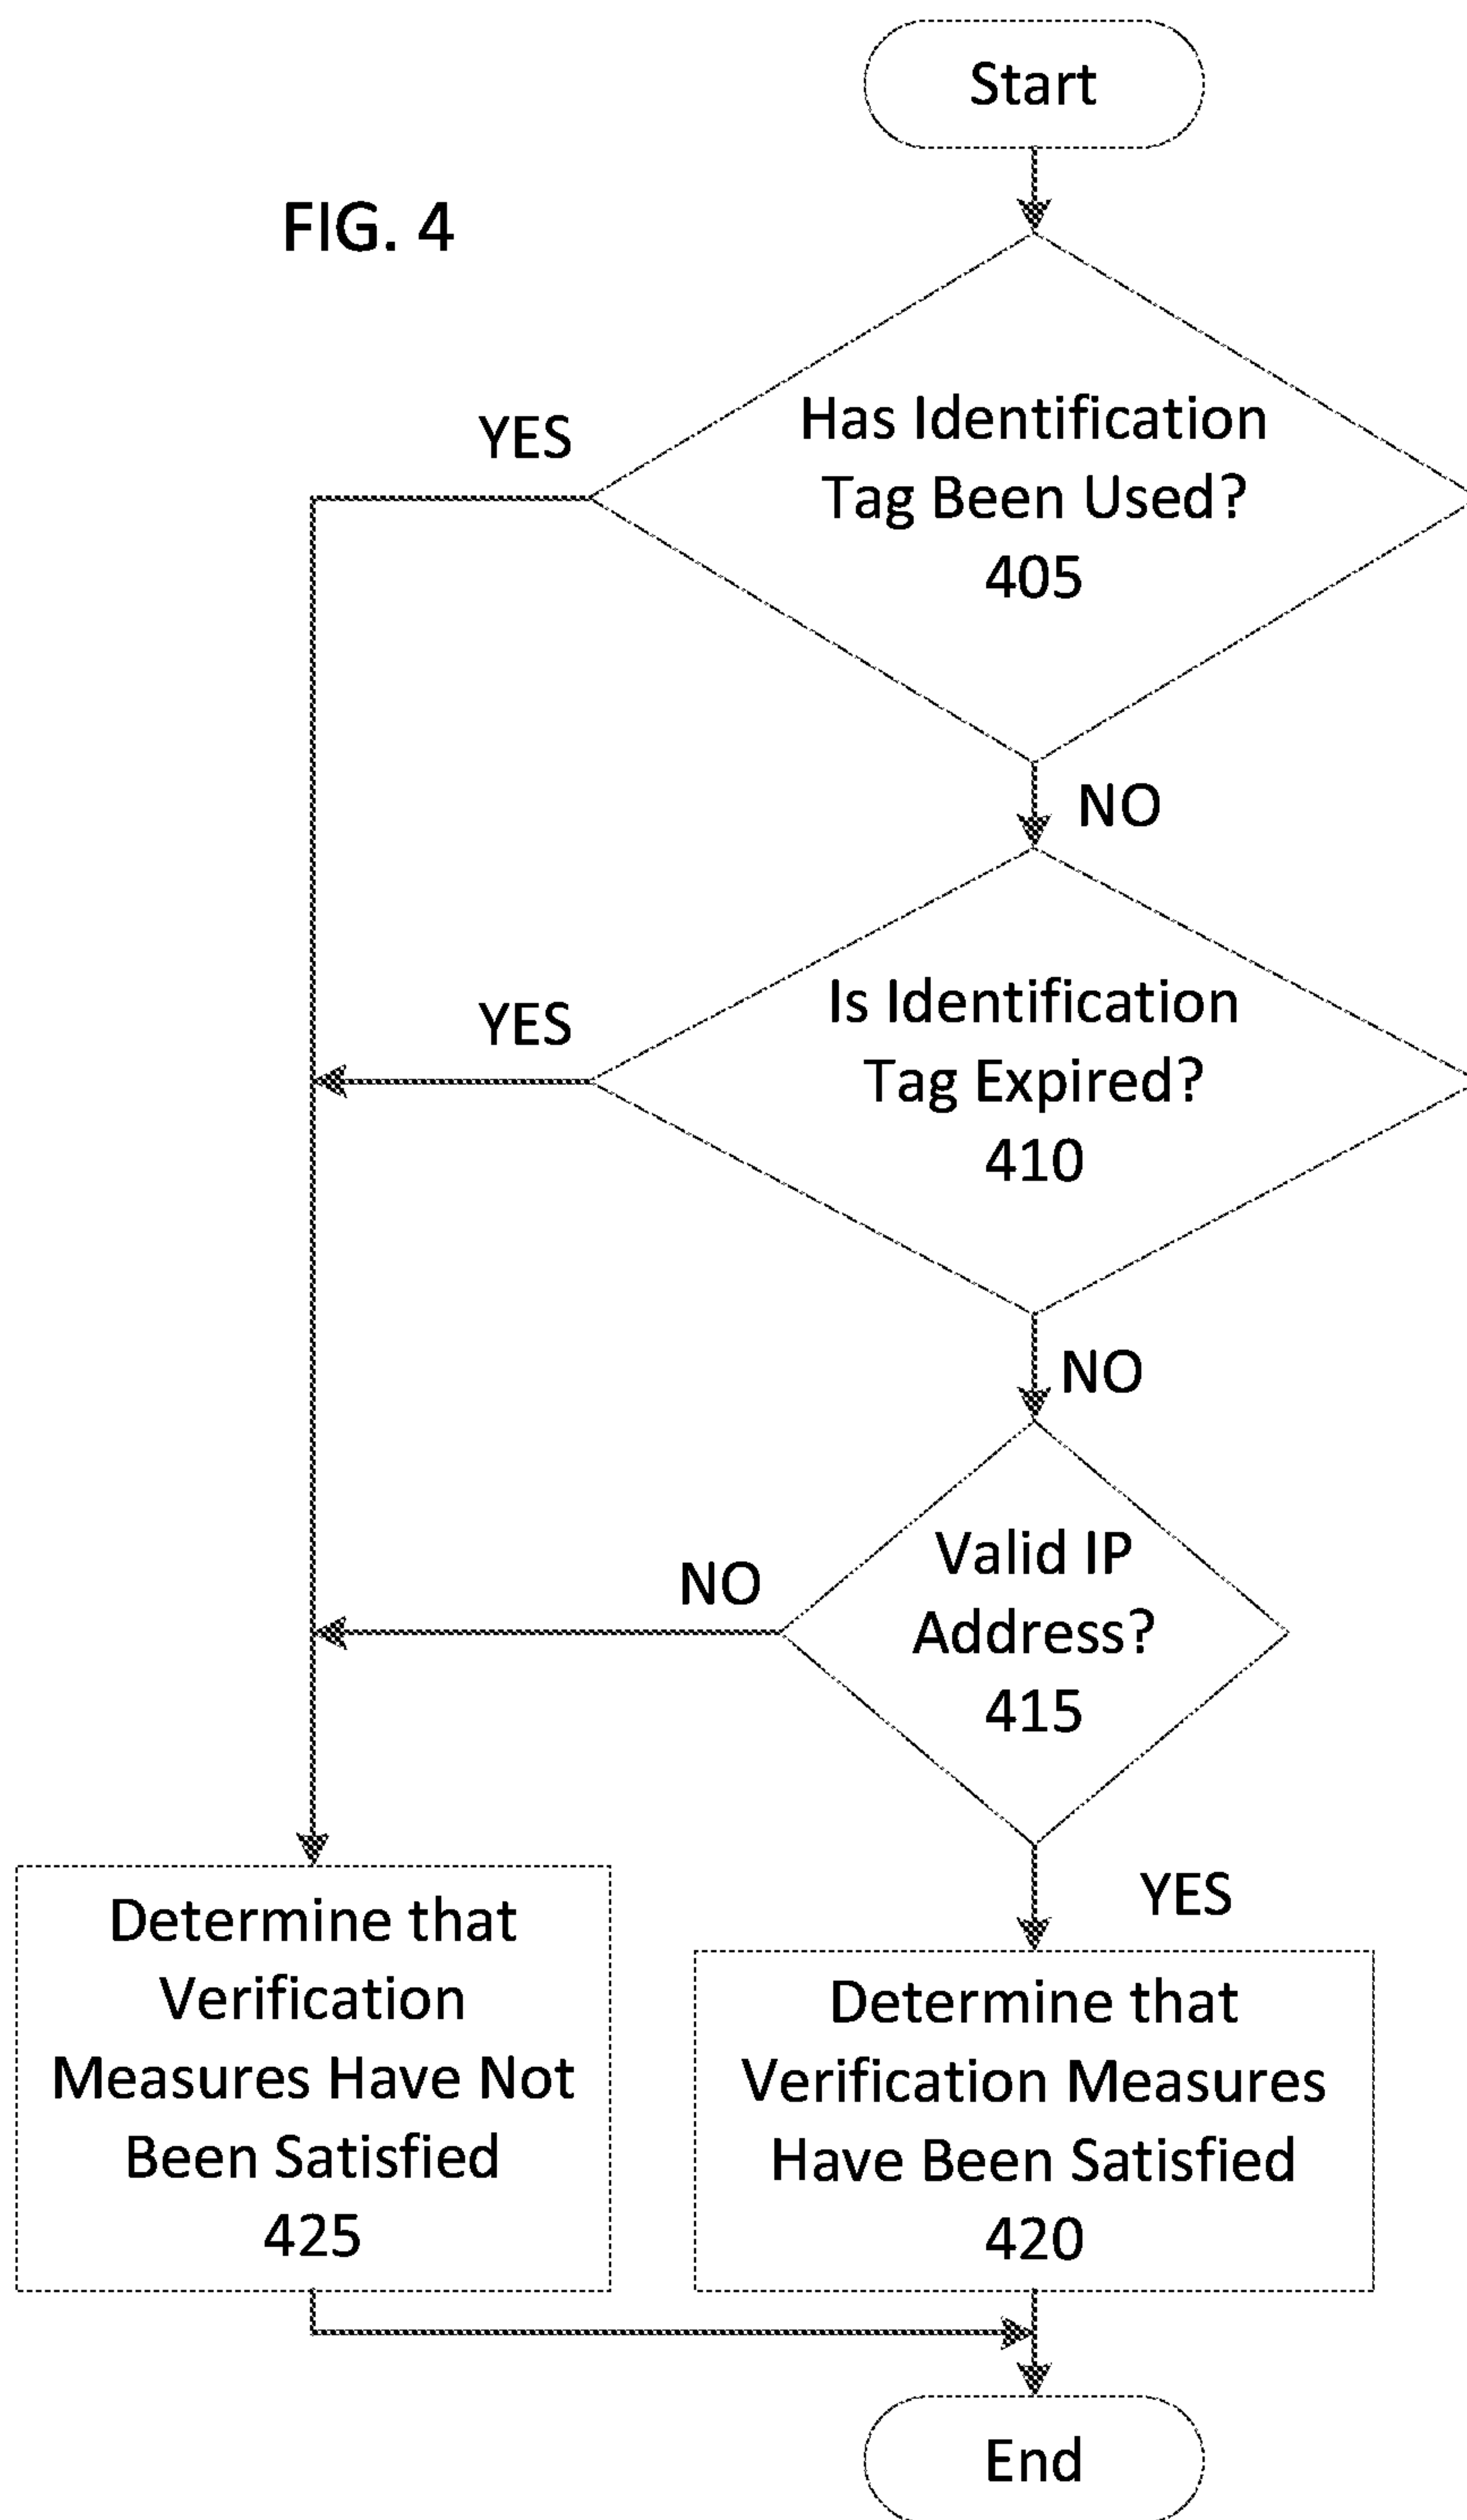 Start
FIG. 4
Has Identification
Tag Been Used?
405
YES
NO
Is Identification
Tag Expired?
410
YES
NO
Valid IP
Address?
415
NO
YES
Determine that
Verification
Measures Have Not
Been Satisfied
425
Determine that
Verification Measures
Have Been Satisfied
420
End